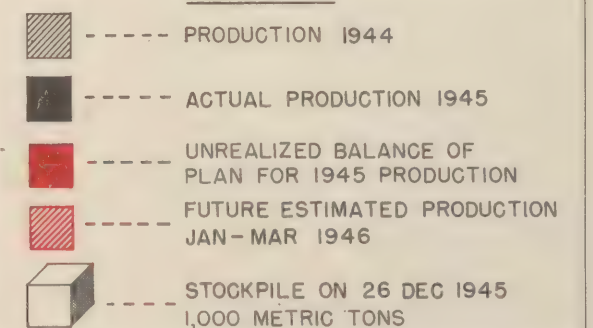 PRODUCTION 1944
ACTUAL PRODUCTION 1945
UNREALIZED BALANCE OF
PLAN FOR 1945 PRODUCTION
FUTURE ESTIMATED PRODUCTION
JAN-MAR 1946
STOCKPILE ON 26 DEC 1945
1,000 METRIC TONS